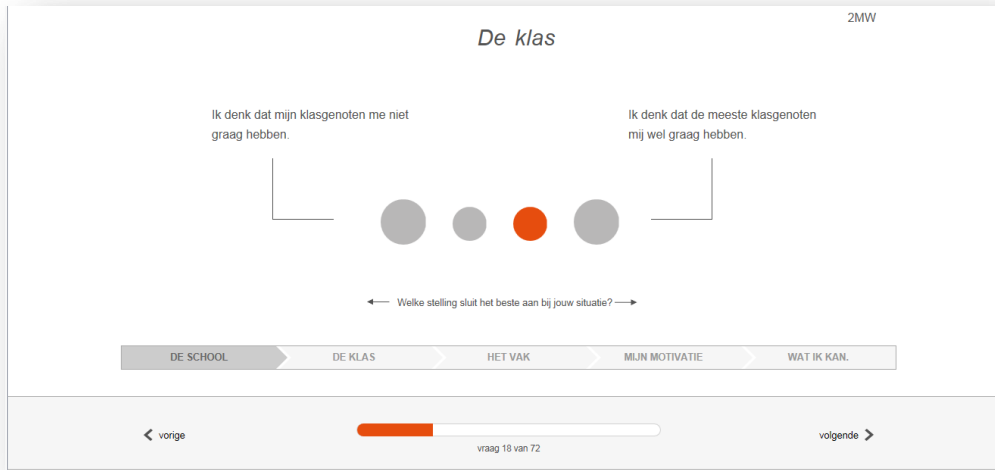 2MW
De klas
Ik denk dat mijn klasgenoten me niet
graag hebben.
Ik denk dat de meeste klasgenoten
mij wel graag hebben.
Welke stelling sluit het beste aan bij jouw situatie?
DE SCHOOL
DE KLAS
HET VAK
MIJN MOTIVATIE
WAT IK KAN.
vorige
vraag 18 van 72
volgende